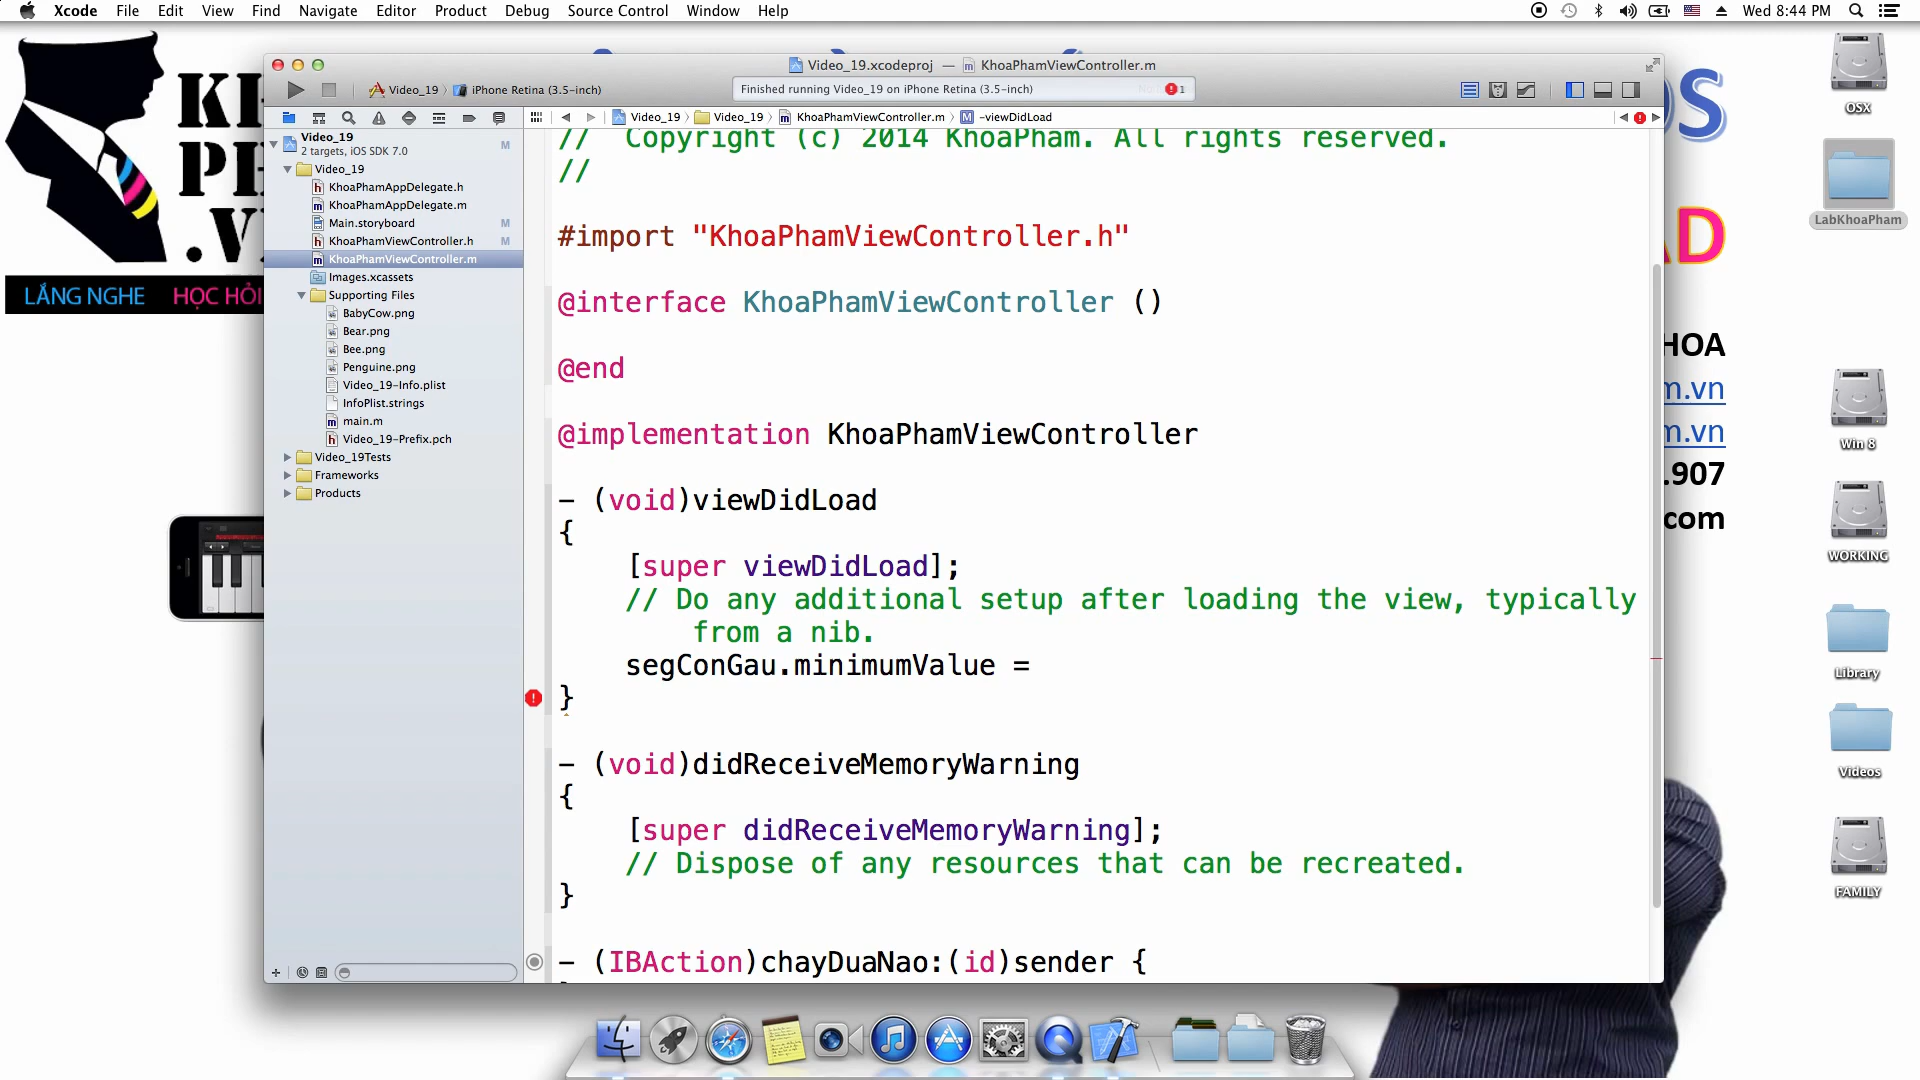 Xcode File Edit View Find Navigate Editor Product Debug Source Control Window Help Wed 8:44 PM
Video_19.xcodeproj — KhoaPhamViewController.m
Video_19 iPhone Retina (3.5-inch)
Finished running Video_19 on iPhone Retina (3.5-inch) 1
Video_19 Video_19 KhoaPhamViewController.m -viewDidLoad
Video_19
2 targets, iOS SDK 7.0 M
Video_19
KhoaPhamAppDelegate.h
KhoaPhamAppDelegate.m
Main.storyboard M
KhoaPhamViewController.h M
KhoaPhamViewController.m
Images.xcassets
Supporting Files
BabyCow.png
Bear.png
Bee.png
Penguine.png
Video_19-Info.plist
InfoPlist.strings
main.m
Video_19-Prefix.pch
Video_19Tests
Frameworks
Products
// Copyright (c) 2014 KhoaPham. All rights reserved.
//
#import "KhoaPhamViewController.h"
@interface KhoaPhamViewController ()
@end
@implementation KhoaPhamViewController
- (void)viewDidLoad
{
[super viewDidLoad];
// Do any additional setup after loading the view, typically
from a nib.
segConGau.minimumValue =
}
- (void)didReceiveMemoryWarning
{
[super didReceiveMemoryWarning];
// Dispose of any resources that can be recreated.
}
- (IBAction)chayDuaNao:(id)sender {
LẮNG NGHE HỌC HỎI
HOA
m.vn
m.vn
.907
com
OSX
LabKhoaPham
Win 8
WORKING
Library
Videos
FAMILY